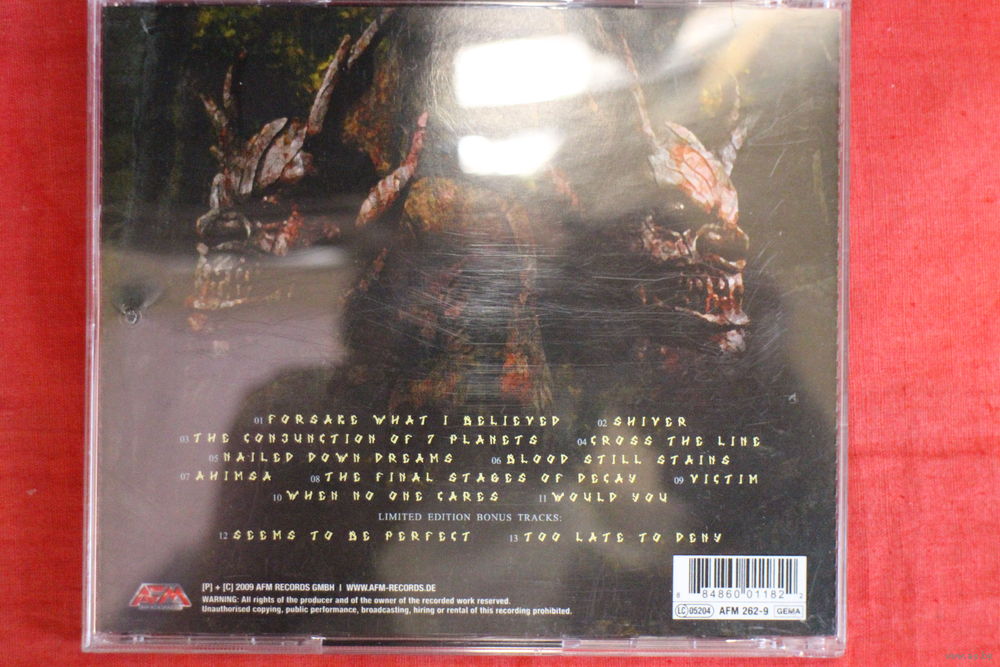 01 FORSAKE WHAT I BELIEVED 02 SHIVER
03 THE CONJUNCTION OF 7 PLANETS 04 CROSS THE LINE
05 NAILED DOWN DREAMS 06 BLOOD STILL STAINS
07 AHIMSA 08 THE FINAL STAGES OF DECAY 09 VICTIM
10 WHEN NO ONE CARES 11 WOULD YOU
LIMITED EDITION BONUS TRACKS:
12 SEEMS TO BE PERFECT 13 TOO LATE TO DENY
AFM
[P] + [C] 2009 AFM RECORDS GMBH | WWW.AFM-RECORDS.DE
WARNING: All rights of the producer and of the owner of the recorded work reserved.
Unauthorised copying, public performance, broadcasting, hiring or rental of this recording prohibited.
8 84860 01182 2
LC 05204 AFM 262-9 GEMA